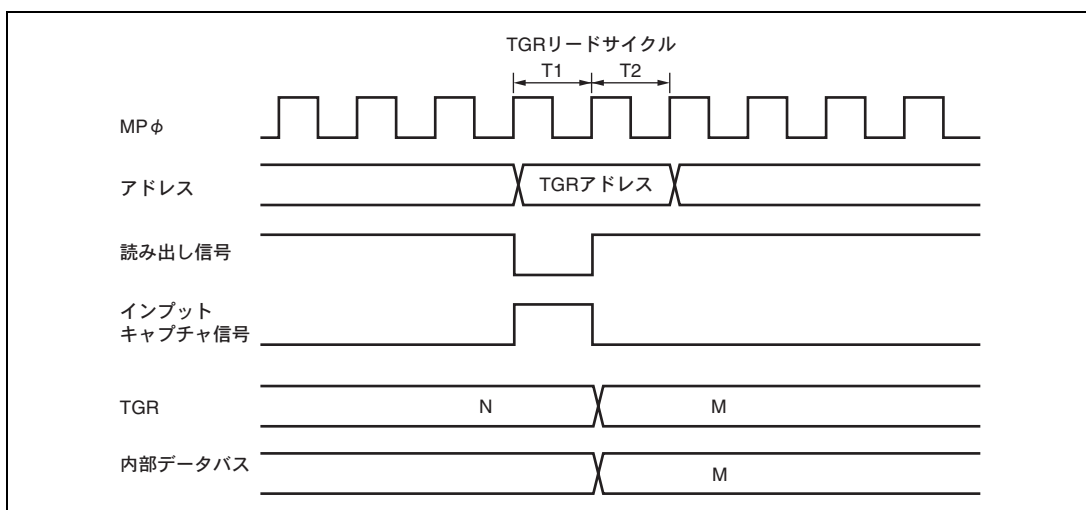 TGRリードサイクル
T1
T2
MPφ
アドレス
TGRアドレス
読み出し信号
インプット
キャプチャ信号
TGR
N
M
内部データバス
M